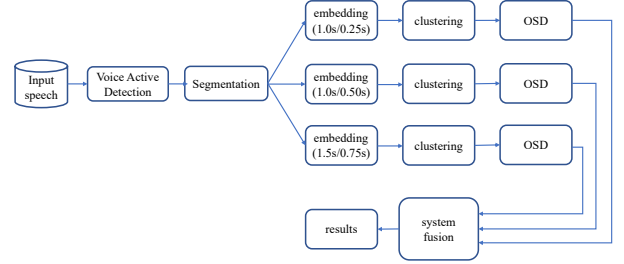 Input
speech
Voice Active
Detection
Segmentation
embedding
(1.0s/0.25s)
clustering
OSD
embedding
(1.0s/0.50s)
clustering
OSD
embedding
(1.5s/0.75s)
clustering
OSD
results
system
fusion